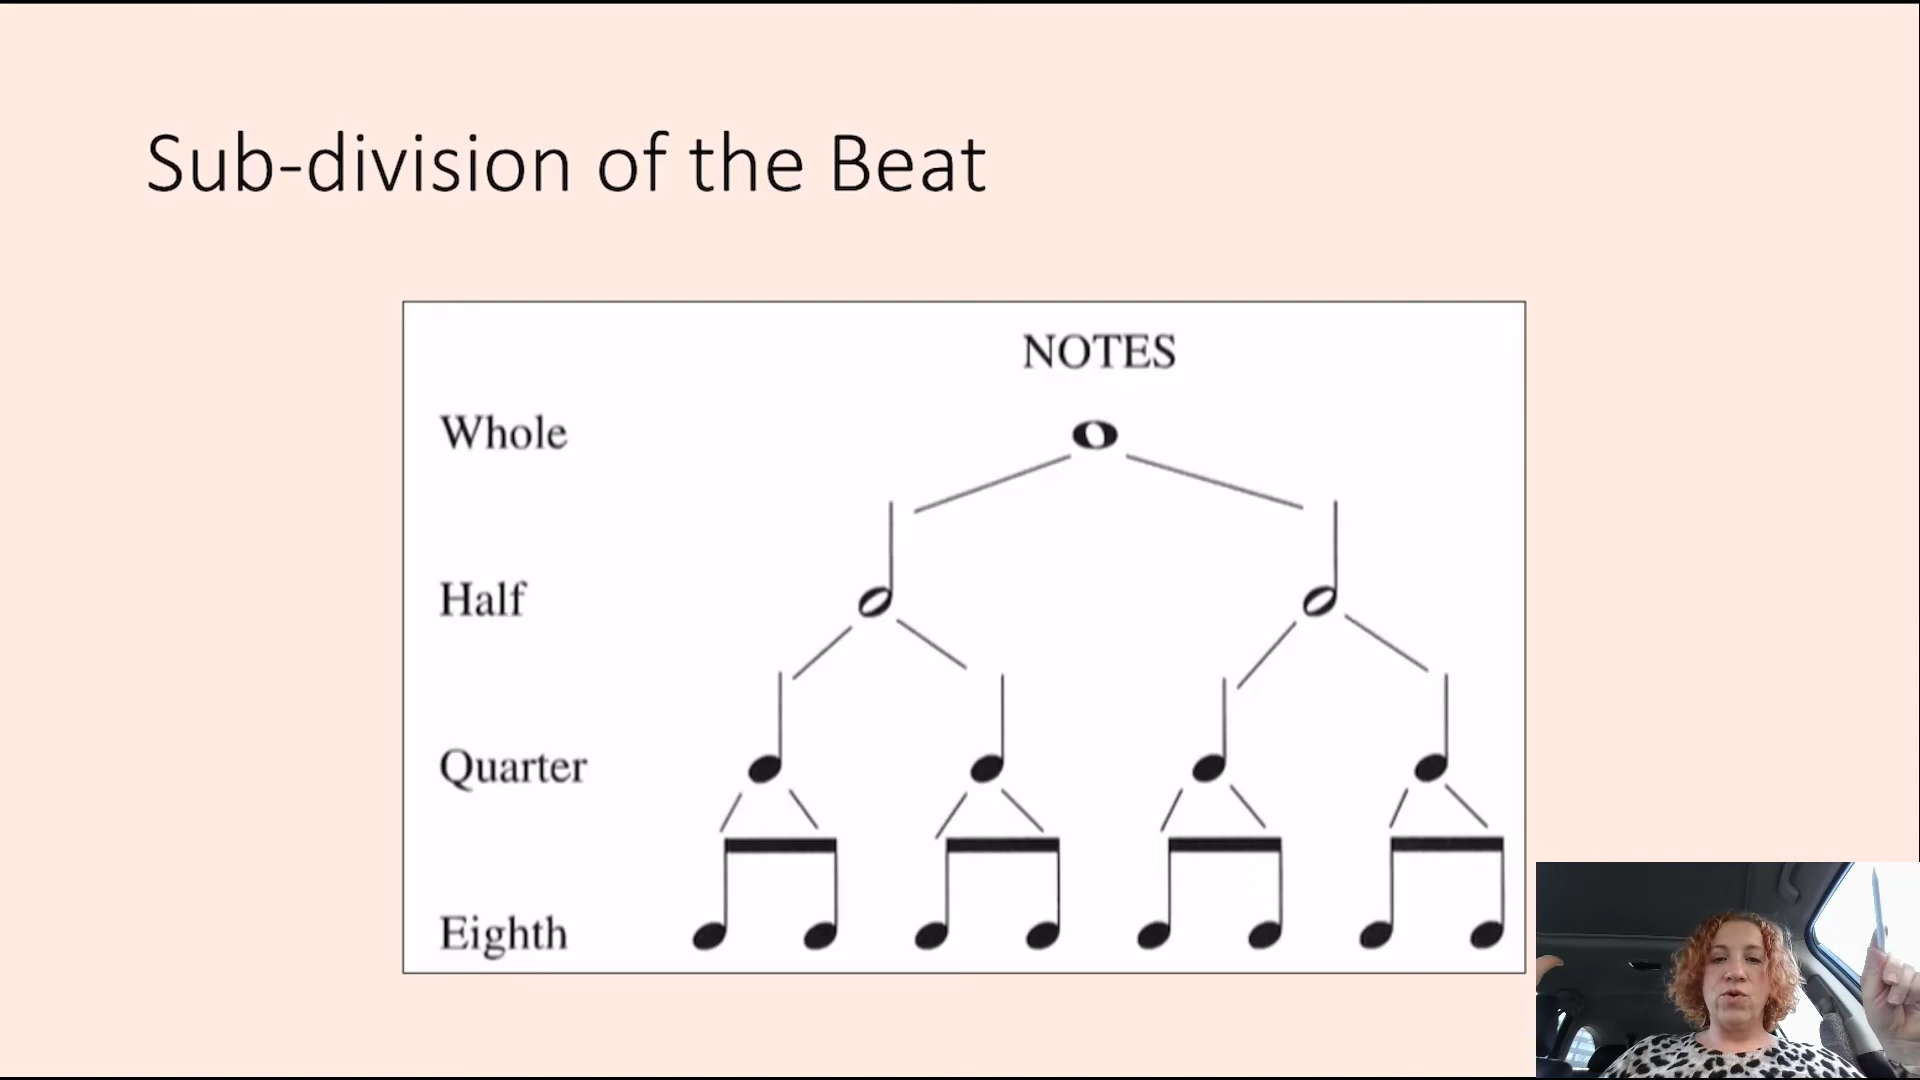 Sub-division of the Beat
NOTES
Whole
Half
Quarter
Eighth